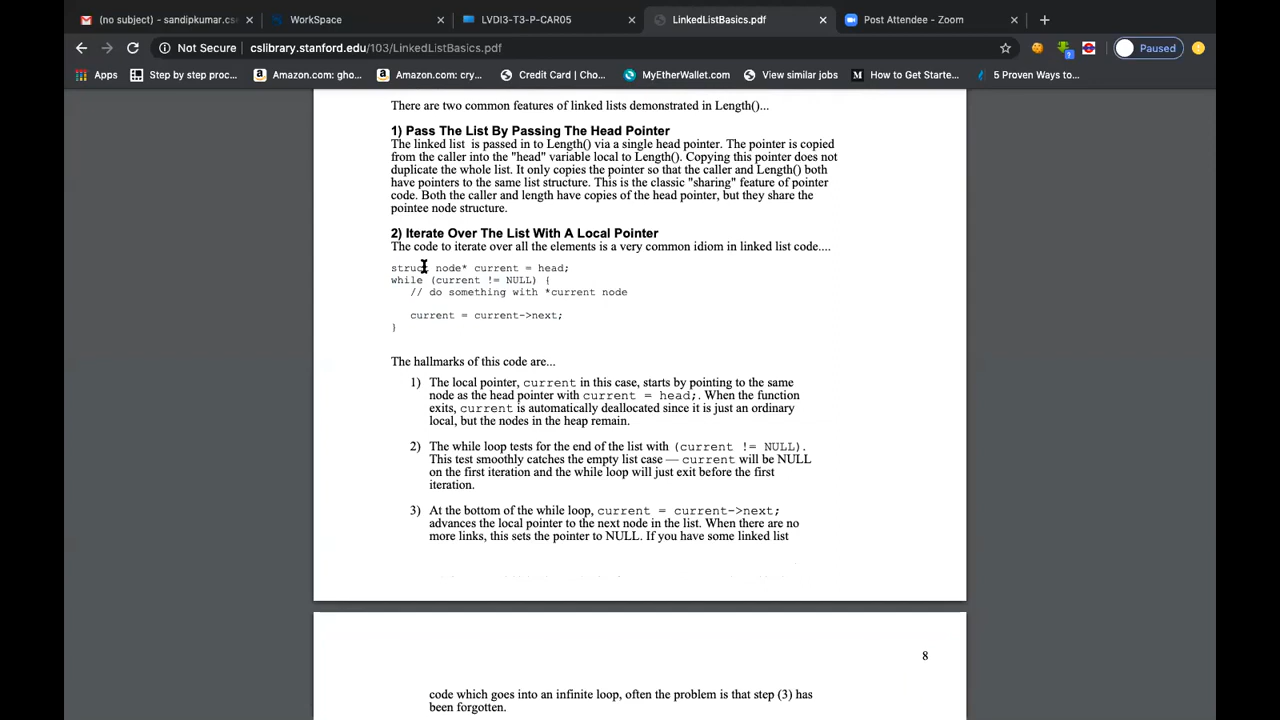 (no subject) - sandipkumar.cs
WorkSpace
LVDI3-T3-P-CAR05
LinkedListBasics.pdf
Post Attendee - Zoom
Not Secure
cslibrary.stanford.edu/103/LinkedListBasics.pdf
Paused
Apps
Step by step proc...
Amazon.com: gho...
Amazon.com: cry...
Credit Card | Cho...
MyEtherWallet.com
View similar jobs
How to Get Starte...
5 Proven Ways to...
There are two common features of linked lists demonstrated in Length()...
1) Pass The List By Passing The Head Pointer
The linked list is passed in to Length() via a single head pointer. The pointer is copied
from the caller into the "head" variable local to Length(). Copying this pointer does not
duplicate the whole list. It only copies the pointer so that the caller and Length() both
have pointers to the same list structure. This is the classic "sharing" feature of pointer
code. Both the caller and length have copies of the head pointer, but they share the
pointee node structure.
2) Iterate Over The List With A Local Pointer
The code to iterate over all the elements is a very common idiom in linked list code....
struct node* current = head;
while (current != NULL) {
// do something with *current node
current = current->next;
}
The hallmarks of this code are...
1) The local pointer, current in this case, starts by pointing to the same
node as the head pointer with current = head;. When the function
exits, current is automatically deallocated since it is just an ordinary
local, but the nodes in the heap remain.
2) The while loop tests for the end of the list with (current != NULL).
This test smoothly catches the empty list case — current will be NULL
on the first iteration and the while loop will just exit before the first
iteration.
3) At the bottom of the while loop, current = current->next;
advances the local pointer to the next node in the list. When there are no
more links, this sets the pointer to NULL. If you have some linked list
8
code which goes into an infinite loop, often the problem is that step (3) has
been forgotten.